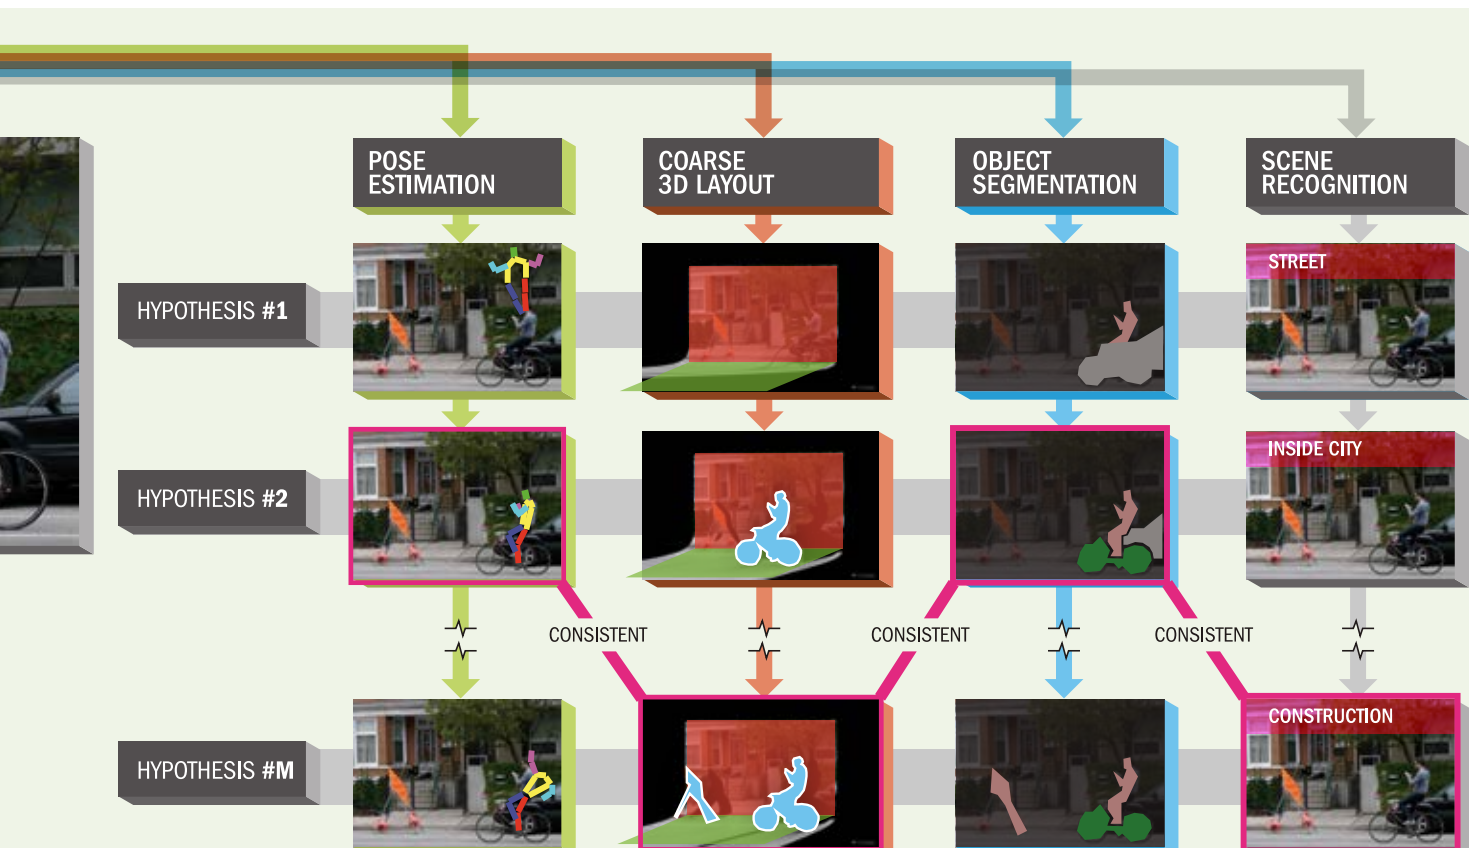 POSE
ESTIMATION
COARSE
3D LAYOUT
OBJECT
SEGMENTATION
SCENE
RECOGNITION
HYPOTHESIS #1
STREET
HYPOTHESIS #2
INSIDE CITY
CONSISTENT
CONSISTENT
CONSISTENT
HYPOTHESIS #M
CONSTRUCTION